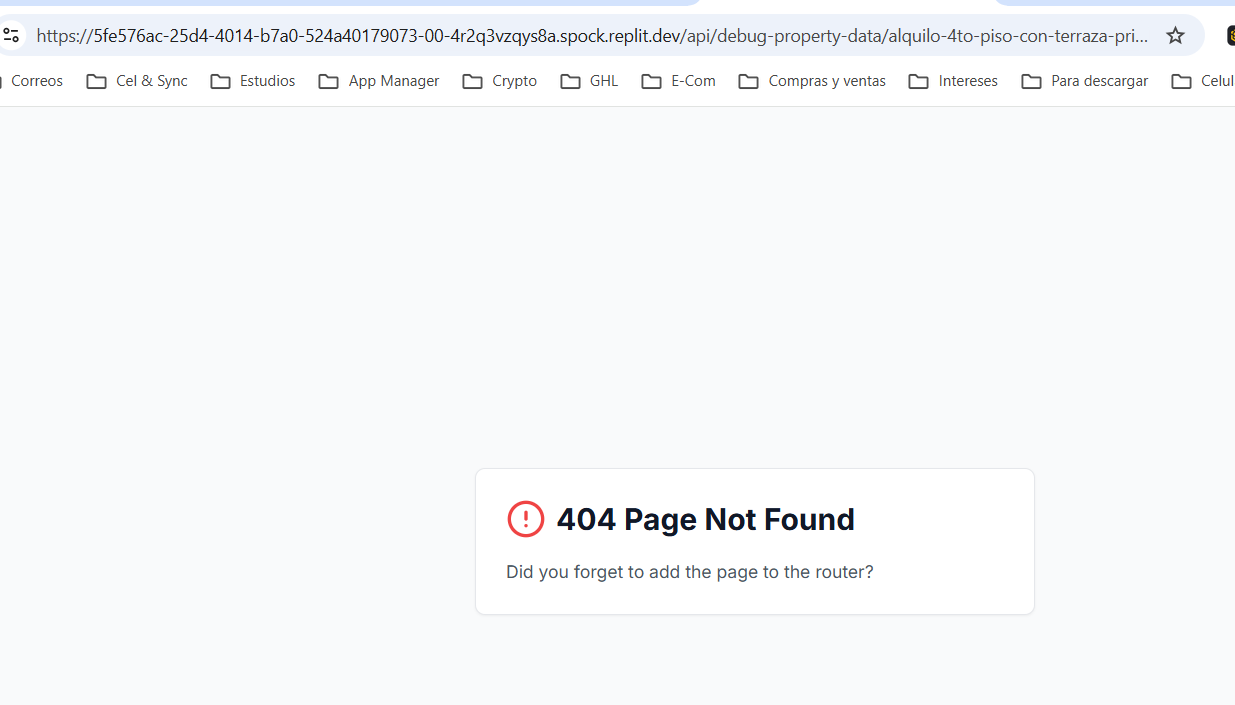 https://5fe576ac-25d4-4014-b7a0-524a40179073-00-4r2q3vzqys8a.spock.replit.dev/api/debug-property-data/alquilo-4to-piso-con-terraza-pri...
Correos Cel & Sync Estudios App Manager Crypto GHL E-Com Compras y ventas Intereses Para descargar Celul
404 Page Not Found
Did you forget to add the page to the router?